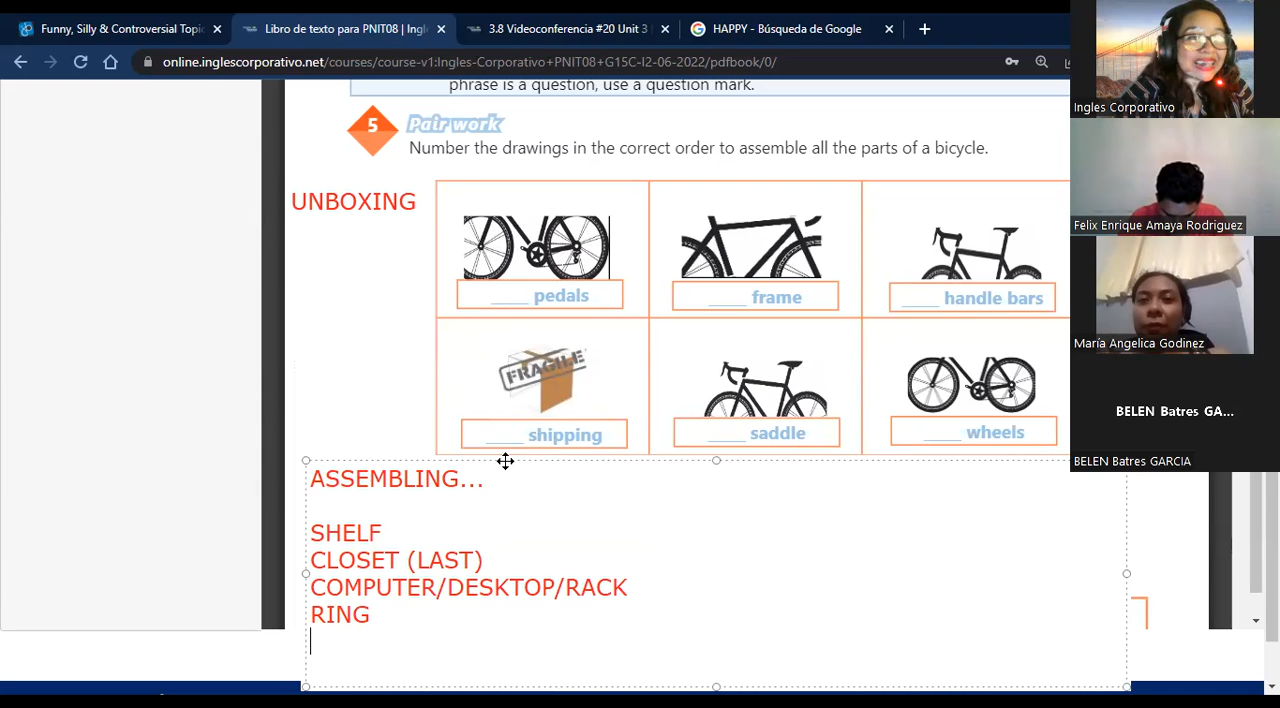 Funny, Silly & Controversial Topi
Libro de texto para PNIT08 | Ingl
3.8 Videoconferencia #20 Unit 3
HAPPY - Búsqueda de Google
online.inglescorporativo.net/courses/course-v1:Ingles-Corporativo+PNIT08+G15C-I2-06-2022/pdfbook/0/
phrase is a question, use a question mark.
5 Pair work
Number the drawings in the correct order to assemble all the parts of a bicycle.
UNBOXING
____ pedals
____ frame
____ handle bars
FRAGILE
____ shipping
____ saddle
____ wheels
ASSEMBLING...
SHELF
CLOSET (LAST)
COMPUTER/DESKTOP/RACK
RING
Ingles Corporativo
Felix Enrique Amaya Rodriguez
María Angelica Godinez
BELEN Batres GA...
BELEN Batres GARCIA